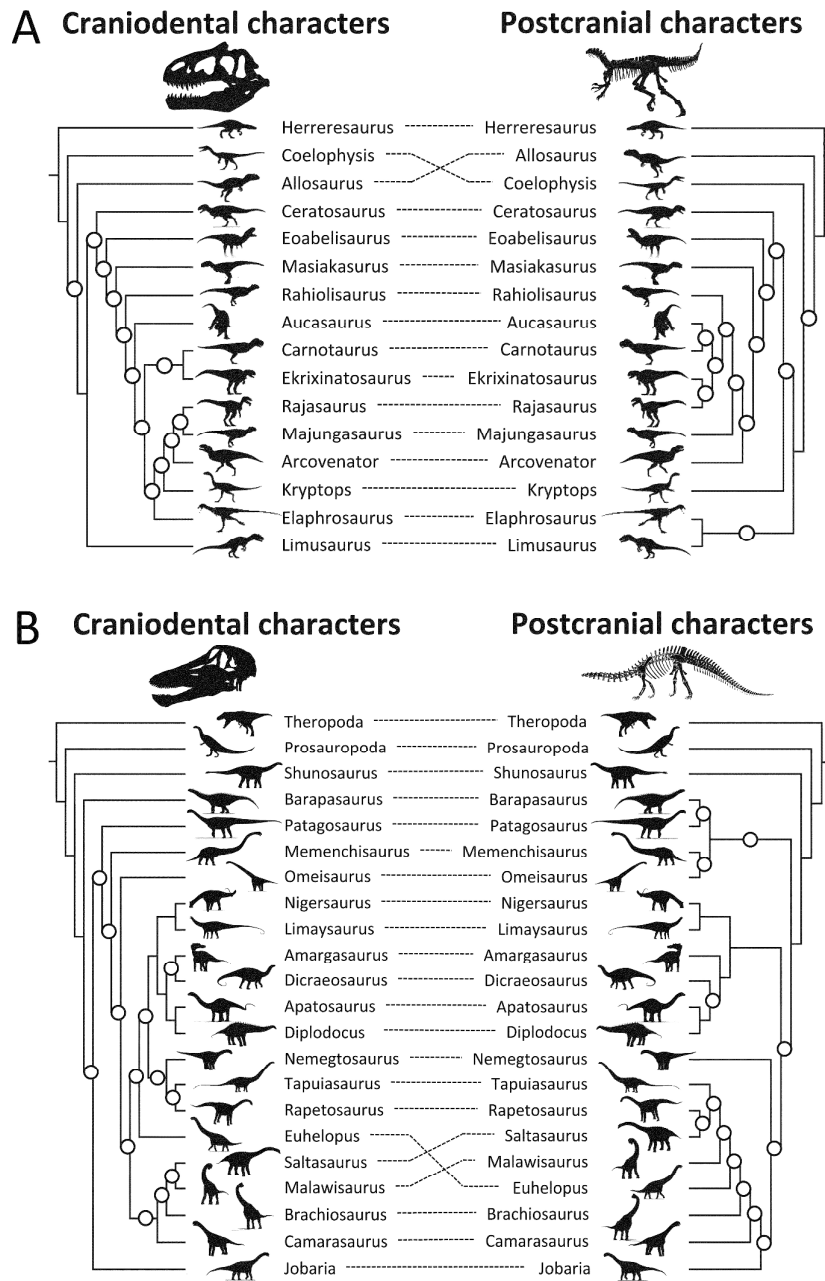 A Craniodental characters Postcranial characters
Herreresaurus Herreresaurus
Coelophysis Allosaurus
Allosaurus Coelophysis
Ceratosaurus Ceratosaurus
Eoabelisaurus Eoabelisaurus
Masiakasurus Masiakasurus
Rahiolisaurus Rahiolisaurus
Aucasaurus Aucasaurus
Carnotaurus Carnotaurus
Ekrixinatosaurus Ekrixinatosaurus
Rajasaurus Rajasaurus
Majungasaurus Majungasaurus
Arcovenator Arcovenator
Kryptops Kryptops
Elaphrosaurus Elaphrosaurus
Limusaurus Limusaurus
B Craniodental characters Postcranial characters
Theropoda Theropoda
Prosauropoda Prosauropoda
Shunosaurus Shunosaurus
Barapasaurus Barapasaurus
Patagosaurus Patagosaurus
Memenchisaurus Memenchisaurus
Omeisaurus Omeisaurus
Nigersaurus Nigersaurus
Limaysaurus Limaysaurus
Amargasaurus Amargasaurus
Dicraeosaurus Dicraeosaurus
Apatosaurus Apatosaurus
Diplodocus Diplodocus
Nemegtosaurus Nemegtosaurus
Tapuiasaurus Tapuiasaurus
Rapetosaurus Rapetosaurus
Euhelopus Saltasaurus
Saltasaurus Malawisaurus
Malawisaurus Euhelopus
Brachiosaurus Brachiosaurus
Camarasaurus Camarasaurus
Jobaria Jobaria